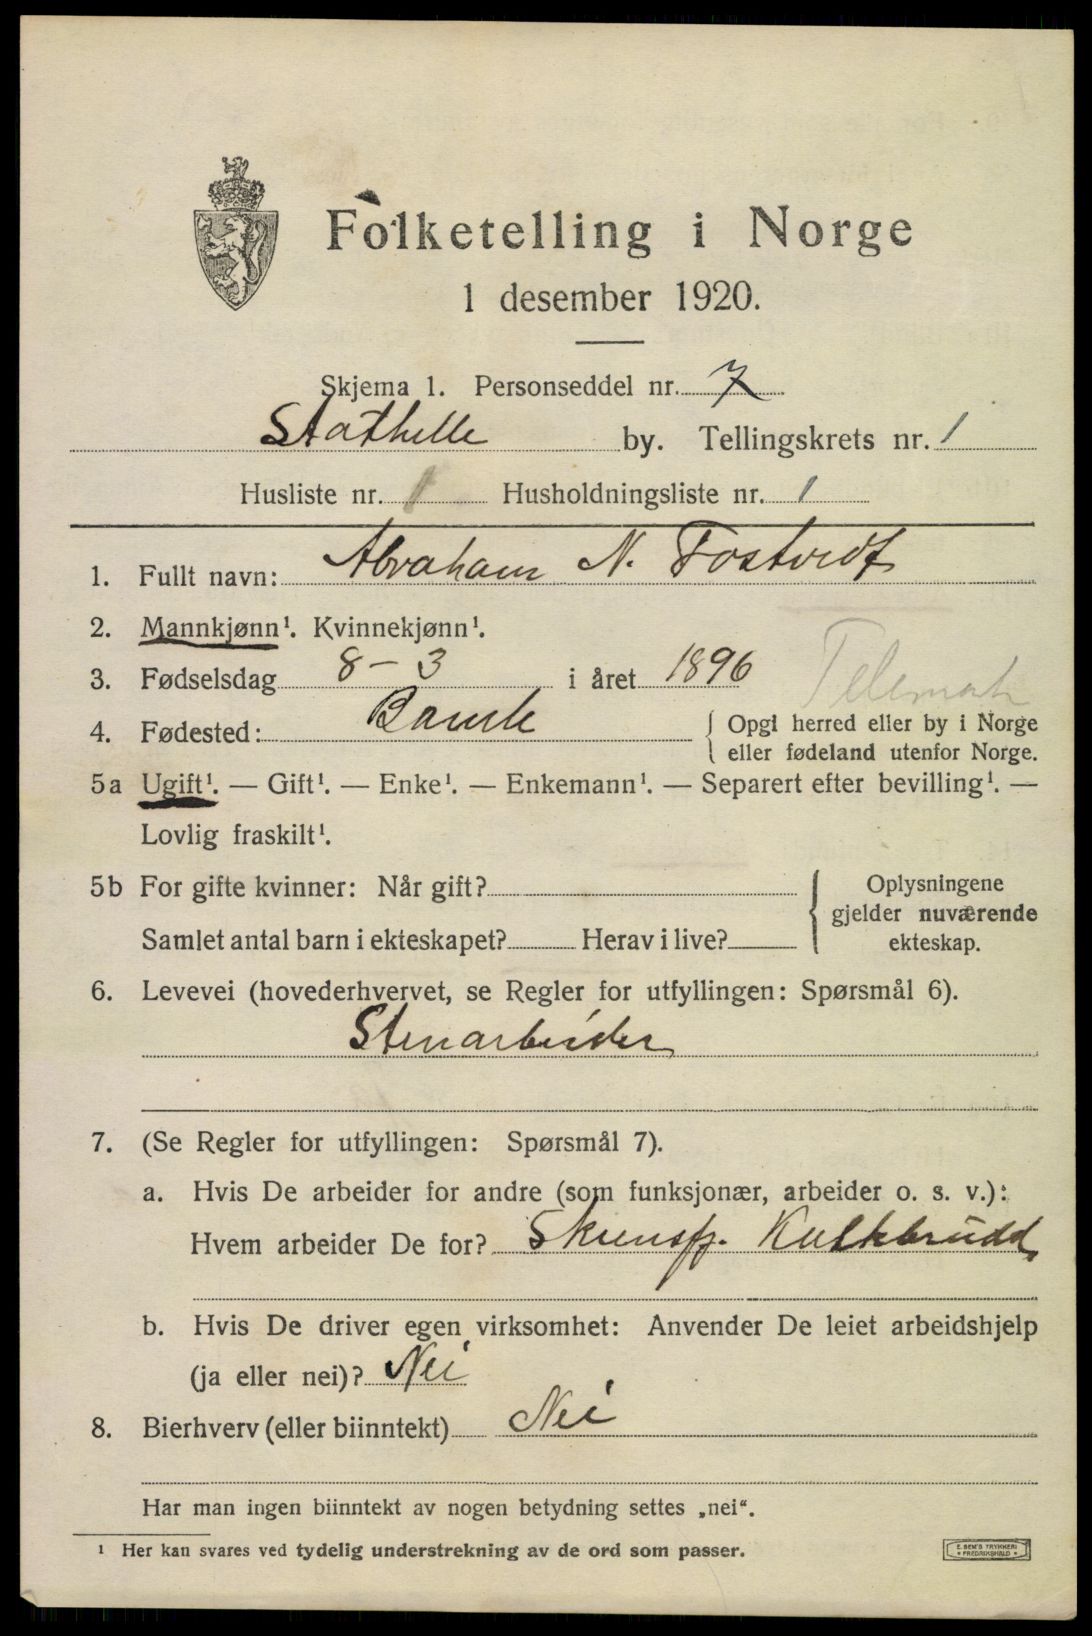 Folketelling i Norge
1 desember 1920.
Skjema 1. Personseddel nr. 7
Stathelle by. Tellingskrets nr. 1
Husliste nr. 1 Husholdningsliste nr. 1
1. Fullt navn: Abraham N. Tostvedt
2. Mannkjønn¹. Kvinnekjønn¹.
3. Fødselsdag 8-3 i året 1896
Telemark
4. Fødested: Bamle { Opgi herred eller by i Norge
eller fødeland utenfor Norge.
5a Ugift¹. — Gift¹. — Enke¹. — Enkemann¹. — Separert efter bevilling¹. —
Lovlig fraskilt¹.
5b For gifte kvinner: Når gift?
Samlet antal barn i ekteskapet? Herav i live?
Oplysningene
gjelder nuværende
ekteskap.
6. Levevei (hovederhvervet, se Regler for utfyllingen: Spørsmål 6).
Stenarbeider
7. (Se Regler for utfyllingen: Spørsmål 7).
a. Hvis De arbeider for andre (som funksjonær, arbeider o. s. v.):
Hvem arbeider De for? Kalkbrudd
b. Hvis De driver egen virksomhet: Anvender De leiet arbeidshjelp
(ja eller nei)? Nei
8. Bierhverv (eller biinntekt) Nei
Har man ingen biinntekt av nogen betydning settes „nei“.
¹ Her kan svares ved tydelig understrekning av de ord som passer.
E. SEM'S TRYKKERI
* FREDRIKSHALD *